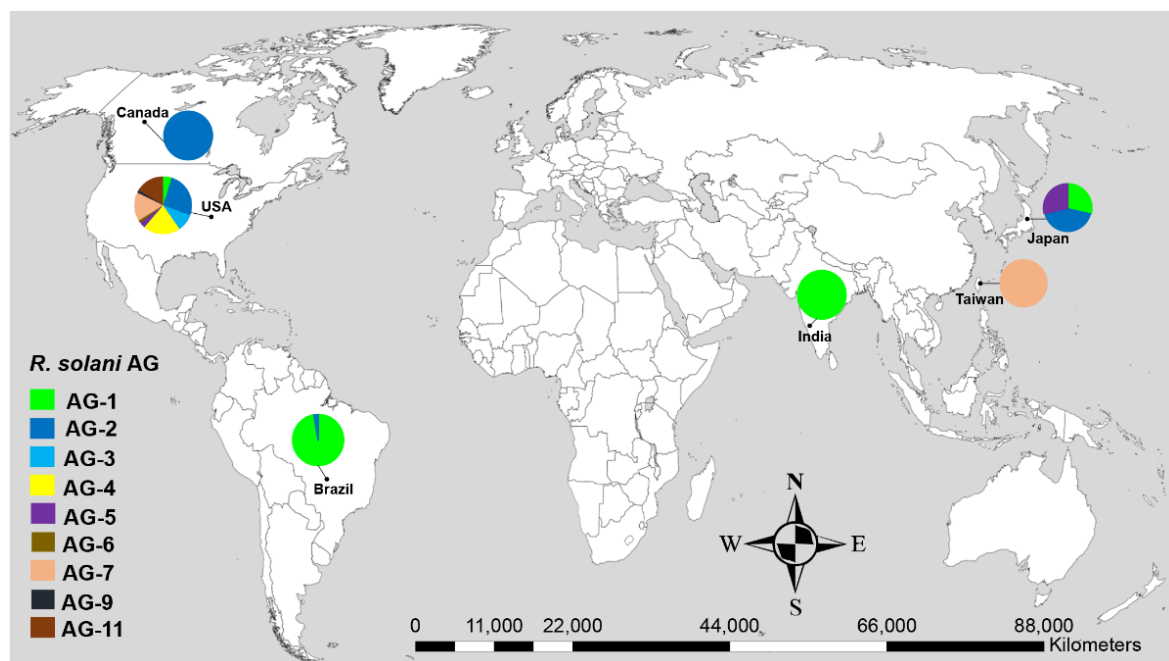 Canada
USA
Japan
Taiwan
India
Brazil
R. solani AG
AG-1
AG-2
AG-3
AG-4
AG-5
AG-6
AG-7
AG-9
AG-11
N
W E
S
0 11,000 22,000 44,000 66,000 88,000
Kilometers